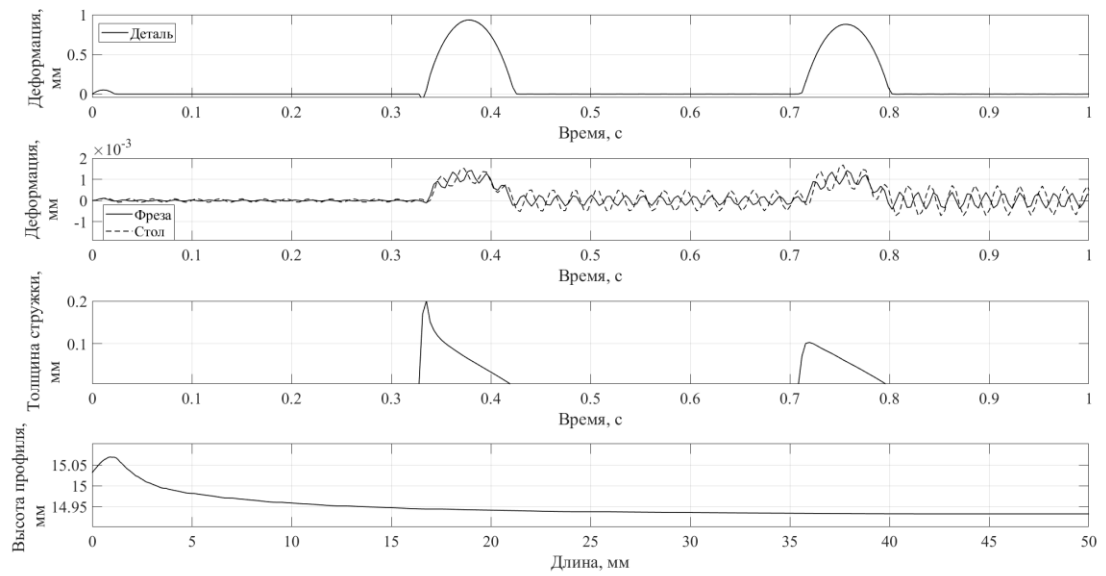 Деформация,
мм
1
0.5
0
Деталь
0 0.1 0.2 0.3 0.4 0.5 0.6 0.7 0.8 0.9 1
Время, с
Деформация,
мм
×10⁻³
2
1
0
-1
Фреза
Стол
0 0.1 0.2 0.3 0.4 0.5 0.6 0.7 0.8 0.9 1
Время, с
Толщина стружки,
мм
0.2
0.1
0 0.1 0.2 0.3 0.4 0.5 0.6 0.7 0.8 0.9 1
Время, с
Высота профиля,
мм
15.05
15
14.95
0 5 10 15 20 25 30 35 40 45 50
Длина, мм